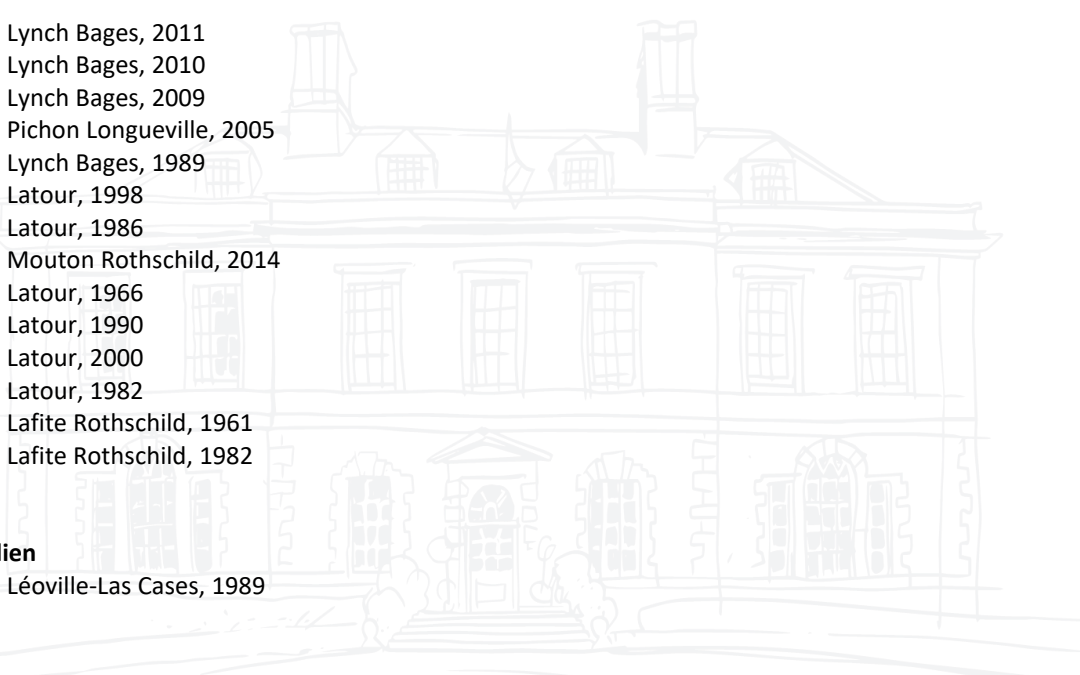 Lynch Bages, 2011
Lynch Bages, 2010
Lynch Bages, 2009
Pichon Longueville, 2005
Lynch Bages, 1989
Latour, 1998
Latour, 1986
Mouton Rothschild, 2014
Latour, 1966
Latour, 1990
Latour, 2000
Latour, 1982
Lafite Rothschild, 1961
Lafite Rothschild, 1982
lien
Léoville-Las Cases, 1989